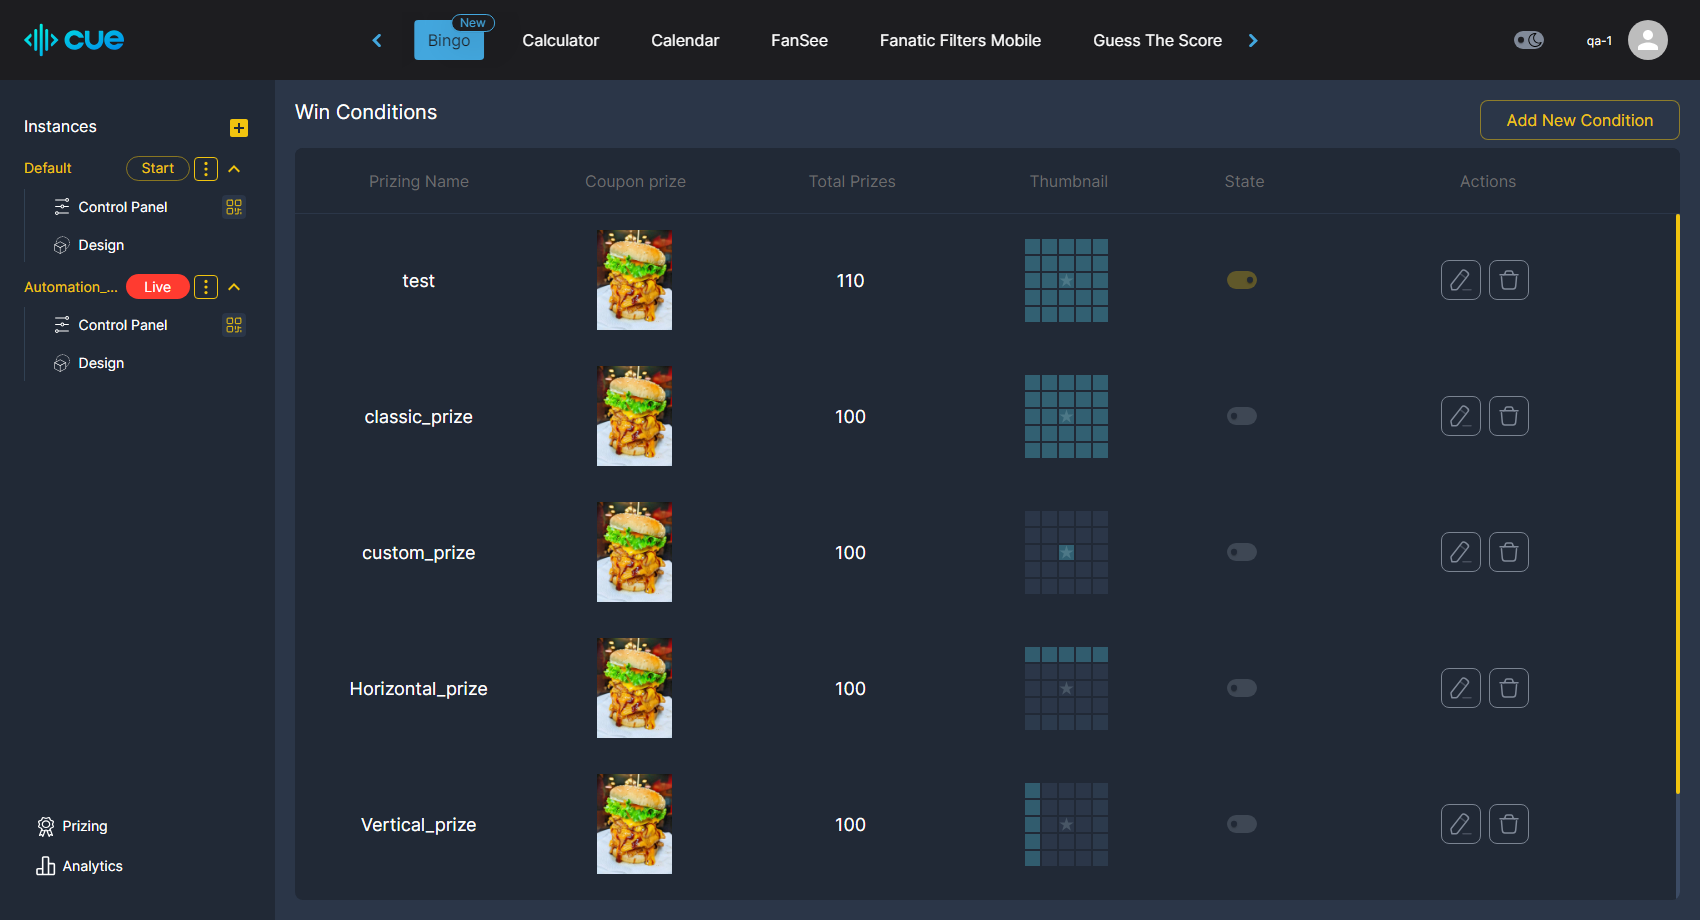 cue
New
Bingo
Calculator
Calendar
FanSee
Fanatic Filters Mobile
Guess The Score
qa-1
Instances
Default
Start
Control Panel
Design
Automation_...
Live
Control Panel
Design
Prizing
Analytics
Win Conditions
Add New Condition
Prizing Name Coupon prize Total Prizes Thumbnail State Actions
test 110
classic_prize 100
custom_prize 100
Horizontal_prize 100
Vertical_prize 100